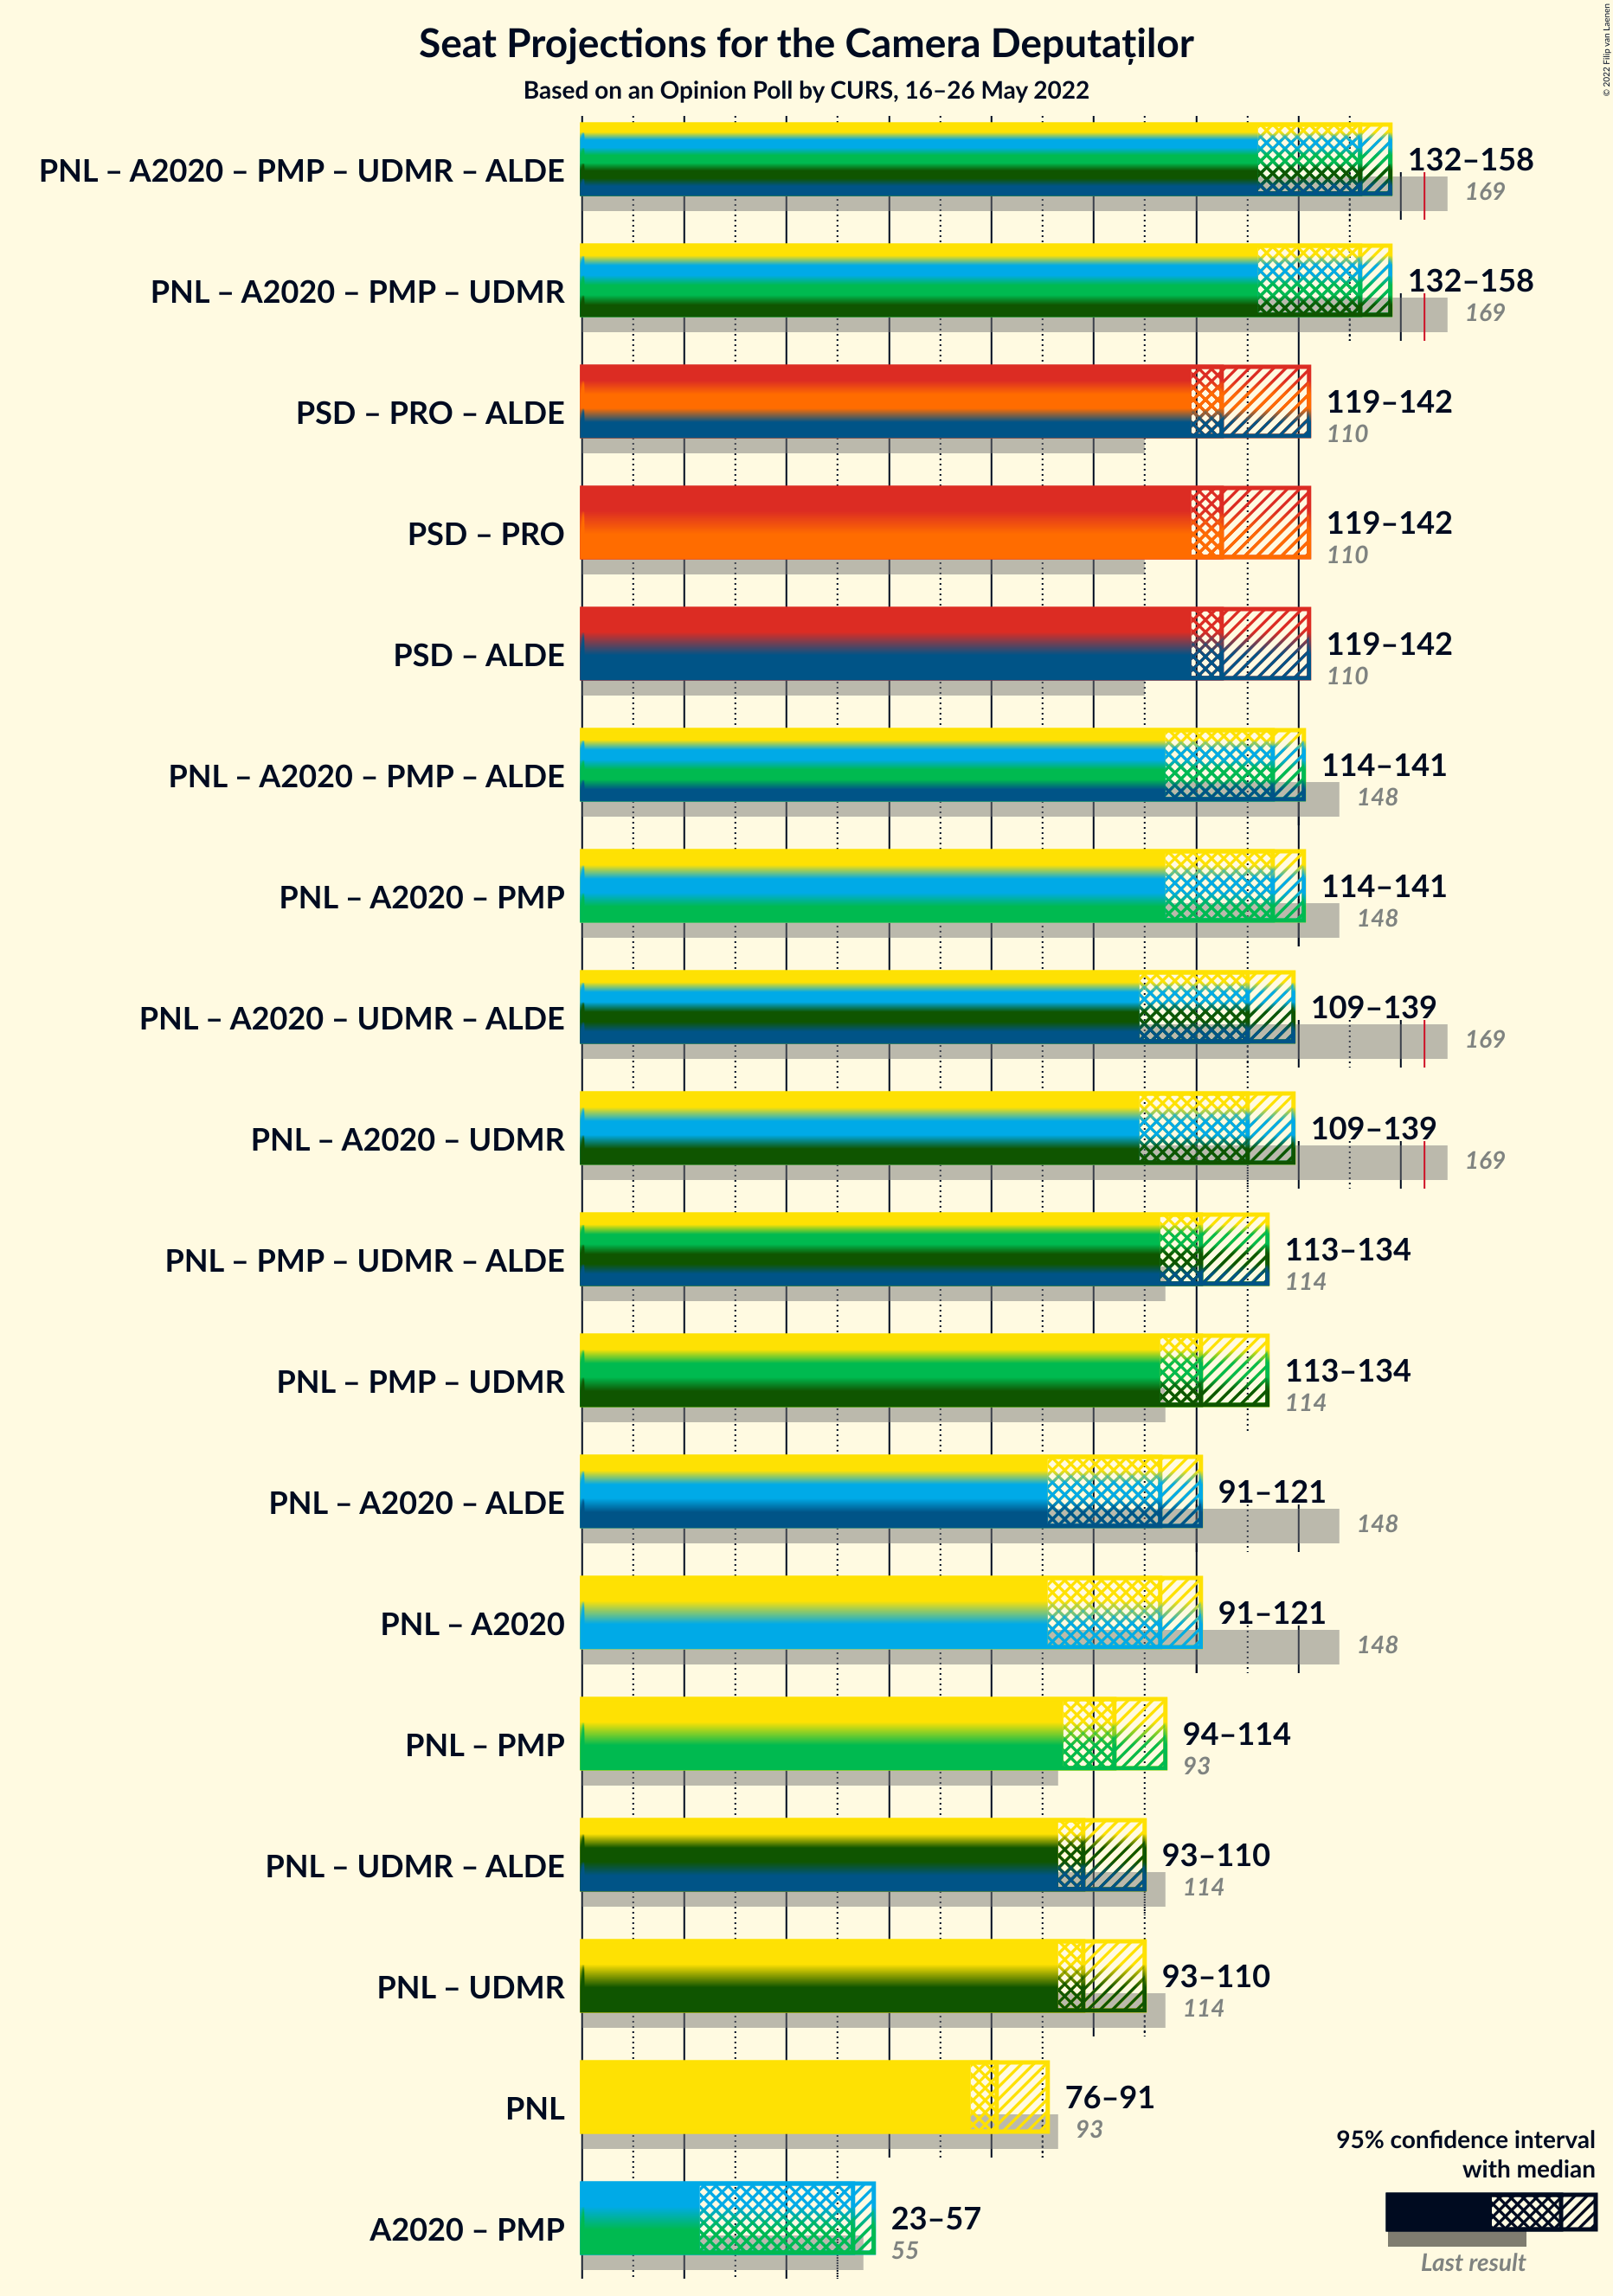 Seat Projections for the Camera Deputaților
Based on an Opinion Poll by CURS, 16–26 May 2022
© 2022 Filip van Laenen
PNL – A2020 – PMP – UDMR – ALDE
132–158
169
PNL – A2020 – PMP – UDMR
132–158
169
PSD – PRO – ALDE
119–142
110
PSD – PRO
119–142
110
PSD – ALDE
119–142
110
PNL – A2020 – PMP – ALDE
114–141
148
PNL – A2020 – PMP
114–141
148
PNL – A2020 – UDMR – ALDE
109–139
169
PNL – A2020 – UDMR
109–139
169
PNL – PMP – UDMR – ALDE
113–134
114
PNL – PMP – UDMR
113–134
114
PNL – A2020 – ALDE
91–121
148
PNL – A2020
91–121
148
PNL – PMP
94–114
93
PNL – UDMR – ALDE
93–110
114
PNL – UDMR
93–110
114
PNL
76–91
93
A2020 – PMP
23–57
55
95% confidence interval
with median
Last result